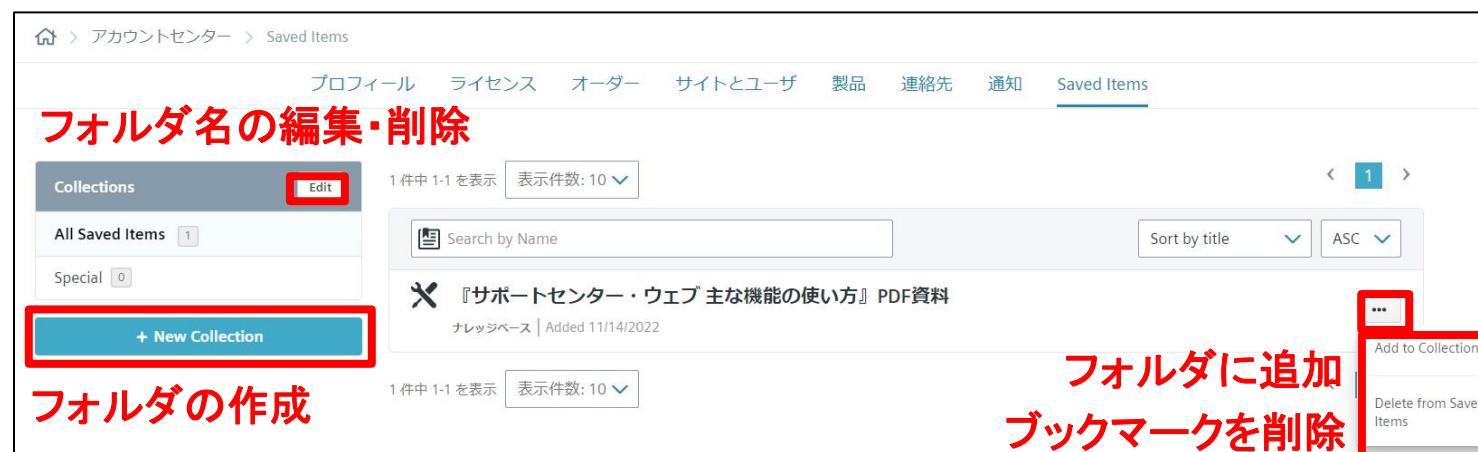 > アカウントセンター > Saved Items
プロフィール ライセンス オーダー サイトとユーザ 製品 連絡先 通知 Saved Items
フォルダ名の編集・削除
Collections Edit
1 件中 1-1 を表示 表示件数: 10
< 1 >
All Saved Items 1
Search by Name
Sort by title ASC
Special 0
『サポートセンター・ウェブ 主な機能の使い方』PDF資料
ナレッジベース | Added 11/14/2022
•••
+ New Collection
フォルダの作成
1 件中 1-1 を表示 表示件数: 10
フォルダに追加
Add to Collection
ブックマークを削除
Delete from Save
Items